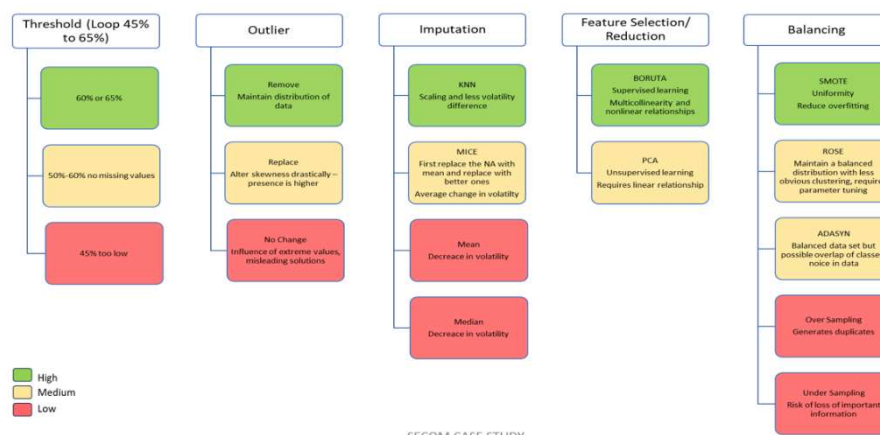 Threshold (Loop 45%
to 65%)
60% or 65%
50%-60% no missing values
45% too low
Outlier
Remove
Maintain distribution of
data
Replace
Alter skewness drastically –
presence is higher
No Change
Influence of extreme values,
misleading solutions
Imputation
KNN
Scaling and less volatility
difference
MICE
First replace the NA with
mean and replace with
better ones
Average change in volatilty
Mean
Decrease in volatility
Median
Decrease in volatility
Feature Selection/
Reduction
BORUTA
Supervised learning
Multicollinearity and
nonlinear relationships
PCA
Unsupervised learning
Requires linear relationship
Balancing
SMOTE
Uniformity
Reduce overfitting
ROSE
Maintain a balanced
distribution with less
obvious clustering, require
parameter tuning
ADASYN
Balanced data set but
possible overlap of classe
noice in data
Over Sampling
Generates duplicates
Under Sampling
Risk of loss of important
information
High
Medium
Low
SECOM CASE STUDY